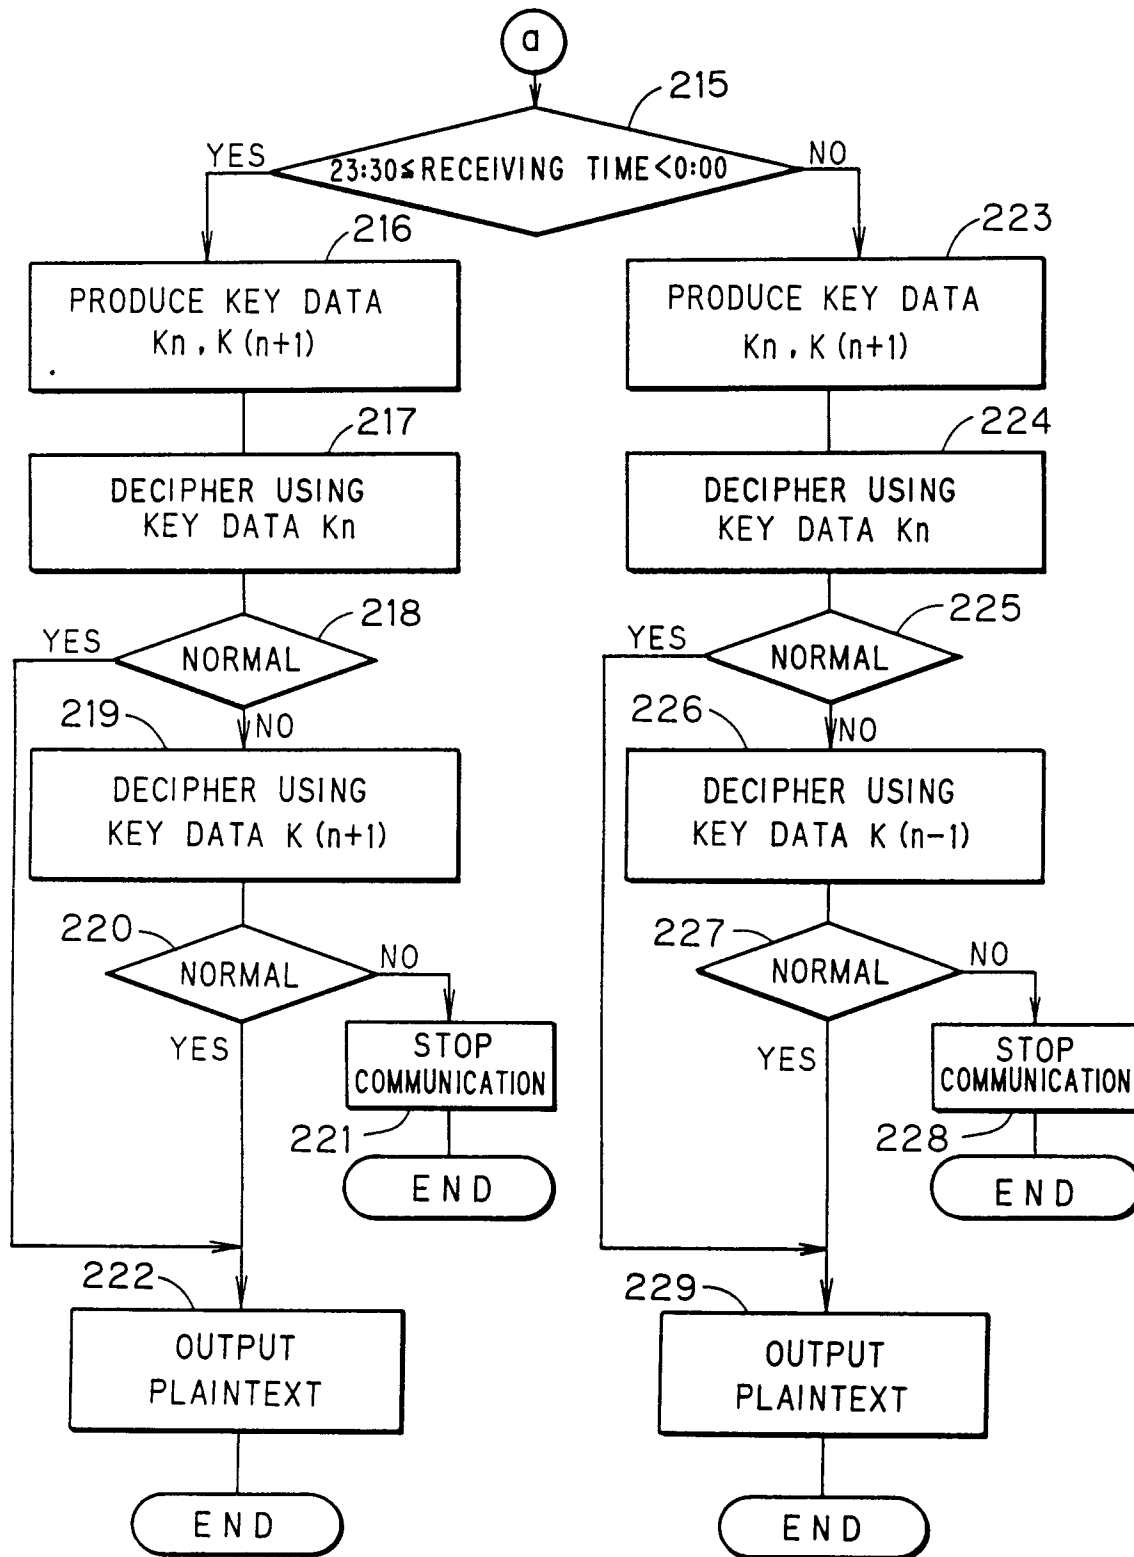 a
215
YES
23:30≦RECEIVING TIME<0:00
NO
216
PRODUCE KEY DATA
Kn, K(n+1)
217
DECIPHER USING
KEY DATA Kn
218
YES
NORMAL
NO
219
DECIPHER USING
KEY DATA K(n+1)
220
NORMAL
NO
YES
STOP
COMMUNICATION
221
END
222
OUTPUT
PLAINTEXT
END
223
PRODUCE KEY DATA
Kn, K(n+1)
224
DECIPHER USING
KEY DATA Kn
225
YES
NORMAL
NO
226
DECIPHER USING
KEY DATA K(n-1)
227
NORMAL
NO
YES
STOP
COMMUNICATION
228
END
229
OUTPUT
PLAINTEXT
END